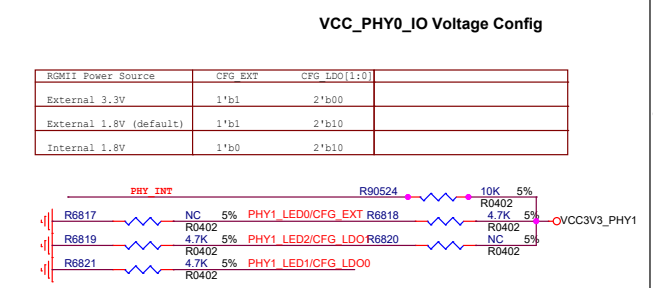 VCC_PHY0_IO Voltage Config
RGMII Power Source CFG_EXT CFG_LDO[1:0]
External 3.3V 1'b1 2'b00
External 1.8V (default) 1'b1 2'b10
Internal 1.8V 1'b0 2'b10
PHY_INT R90524 10K 5%
R0402
R6817 NC 5% PHY1_LED0/CFG_EXT R6818 4.7K 5% VCC3V3_PHY1
R0402 R0402
R6819 4.7K 5% PHY1_LED2/CFG_LDO1 R6820 NC 5%
R0402 R0402
R6821 4.7K 5% PHY1_LED1/CFG_LDO0
R0402